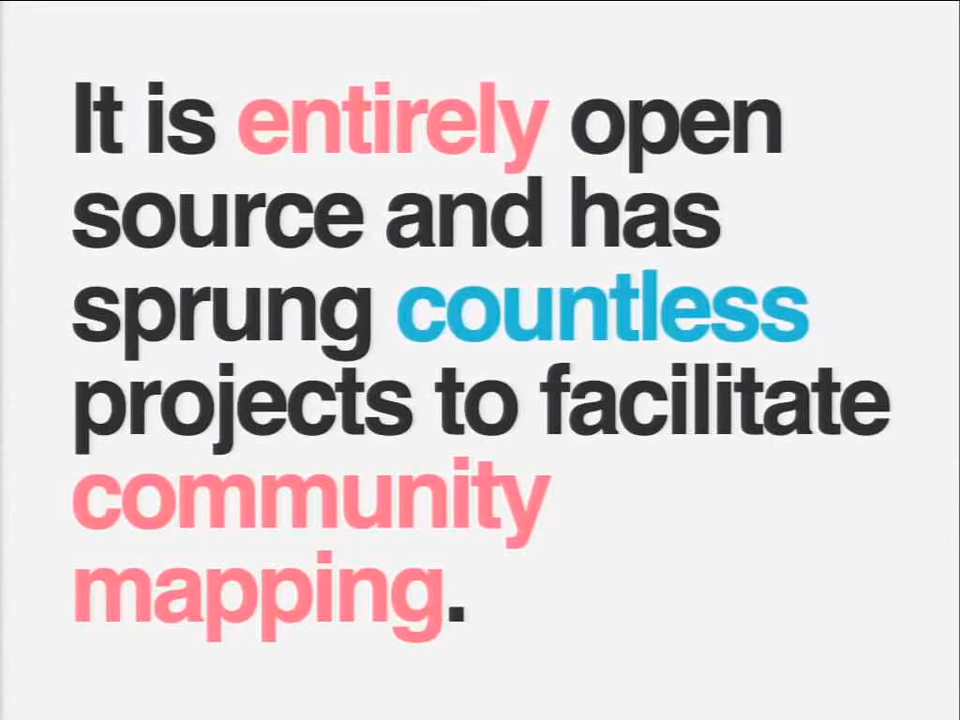 It is entirely open
source and has
sprung countless
projects to facilitate
community
mapping.